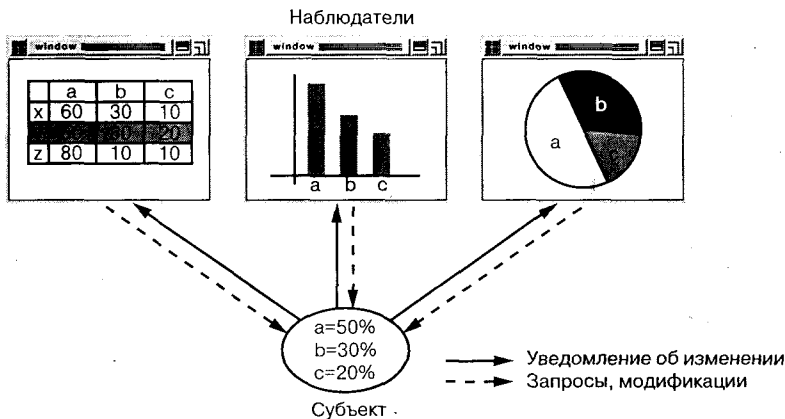 Наблюдатели
window
window
window
a b c
x 60 30 10
20
z 80 10 10
a b c
a
b
c
a=50%
b=30%
c=20%
Субъект
Уведомление об изменении
Запросы, модификации